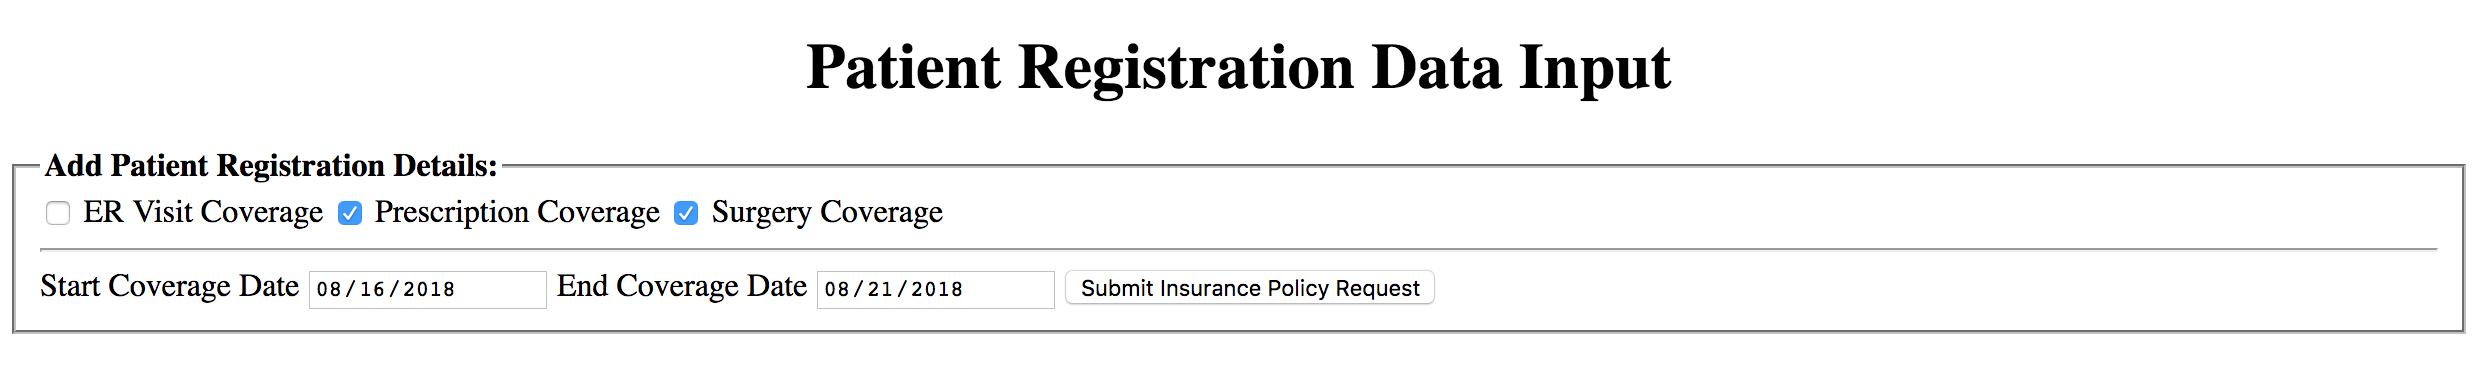 Patient Registration Data Input
Add Patient Registration Details:
ER Visit Coverage Prescription Coverage Surgery Coverage
Start Coverage Date 08/16/2018 End Coverage Date 08/21/2018 Submit Insurance Policy Request